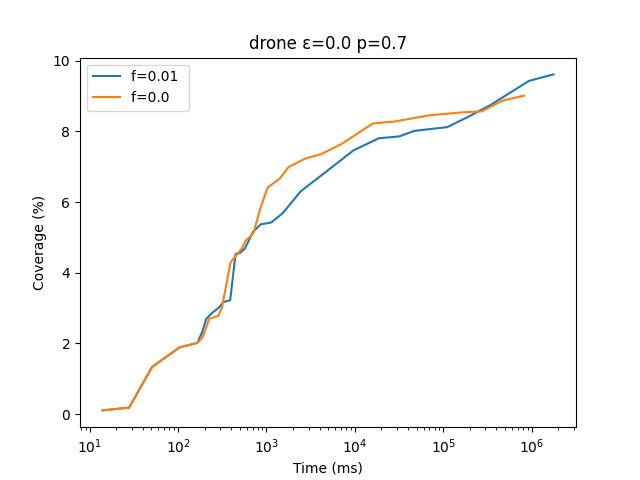 drone ε=0.0 p=0.7
f=0.01
f=0.0
Coverage (%)
10
8
6
4
2
0
10¹ 10² 10³ 10⁴ 10⁵ 10⁶
Time (ms)